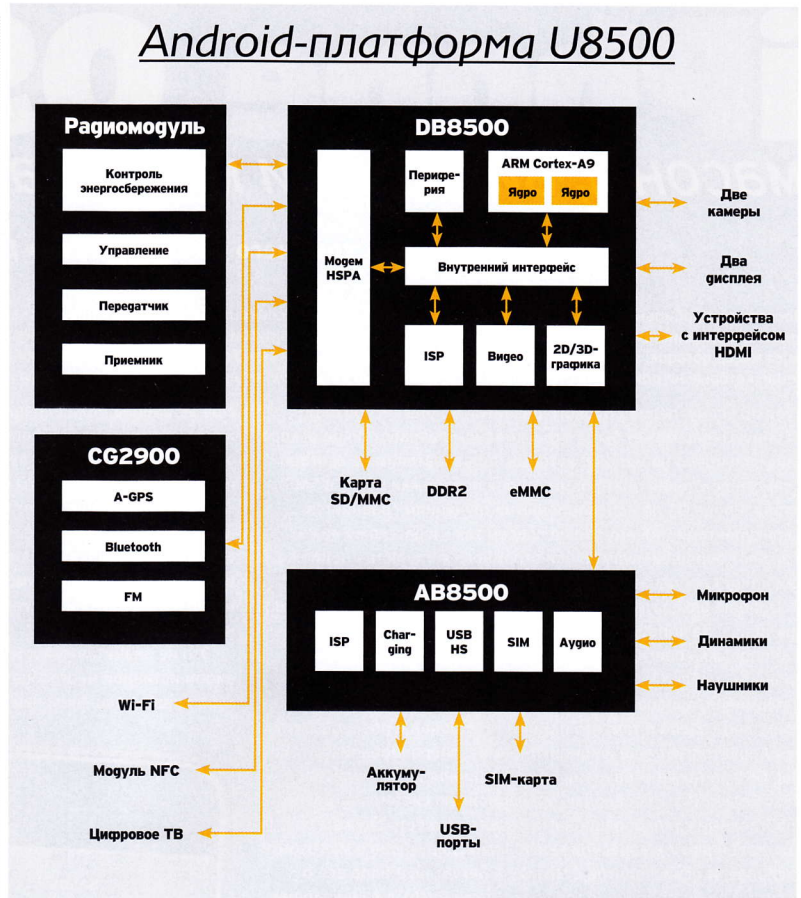 Android-платформа U8500
Радиомодуль
Контроль
энергосбережения
Управление
Передатчик
Приемник
DB8500
Модем
HSPA
Перифе-
рия
ARM Cortex-A9
Ядро
Ядро
Внутренний интерфейс
ISP
Видео
2D/3D-
графика
Две
камеры
Два
дисплея
Устройства
с интерфейсом
HDMI
CG2900
A-GPS
Bluetooth
FM
Карта
SD/MMC
DDR2
eMMC
AB8500
ISP
Char-
ging
USB
HS
SIM
Аудио
Микрофон
Динамики
Наушники
Wi-Fi
Модуль NFC
Цифровое ТВ
Аккуму-
лятор
SIM-карта
USB-
порты